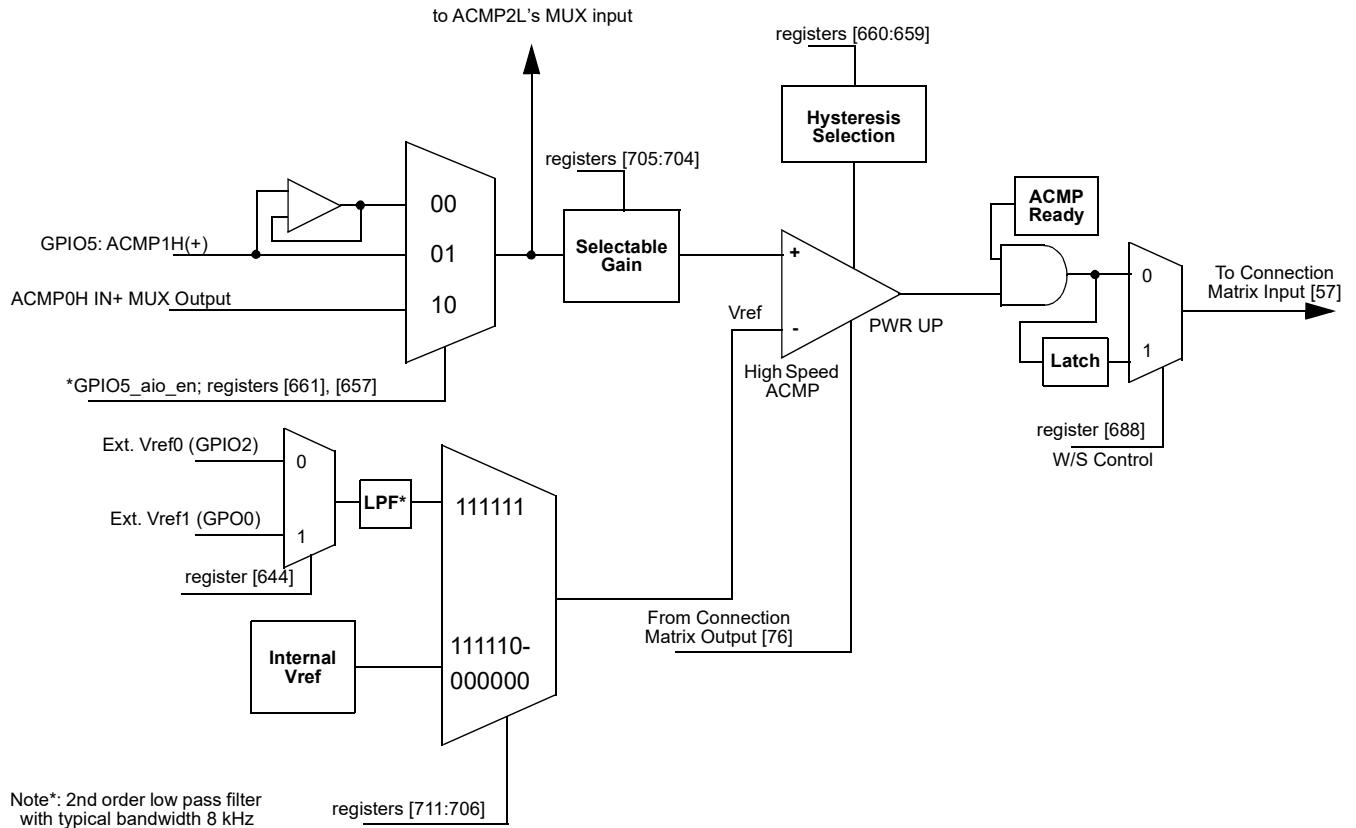 to ACMP2L's MUX input
registers [660:659]
Hysteresis
Selection
registers [705:704]
ACMP
Ready
00
GPIO5: ACMP1H(+)
01
Selectable
Gain
+
0
To Connection
Matrix Input [57]
ACMP0H IN+ MUX Output
10
Vref
-
PWR UP
1
Latch
High Speed
ACMP
*GPIO5_aio_en; registers [661], [657]
register [688]
W/S Control
Ext. Vref0 (GPIO2)
0
LPF*
111111
Ext. Vref1 (GPO0)
1
register [644]
From Connection
Matrix Output [76]
Internal
Vref
111110-
000000
Note*: 2nd order low pass filter
with typical bandwidth 8 kHz
registers [711:706]